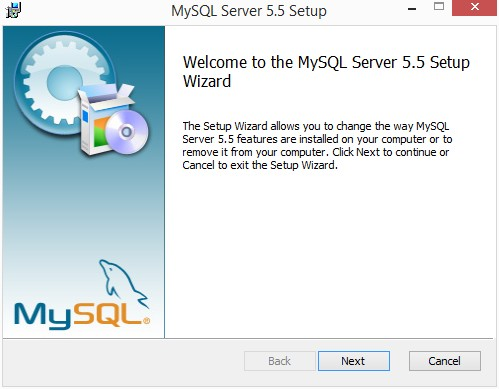 MySQL Server 5.5 Setup
Welcome to the MySQL Server 5.5 Setup
Wizard
The Setup Wizard allows you to change the way MySQL
Server 5.5 features are installed on your computer or to
remove it from your computer. Click Next to continue or
Cancel to exit the Setup Wizard.
MySQL®
Back
Next
Cancel